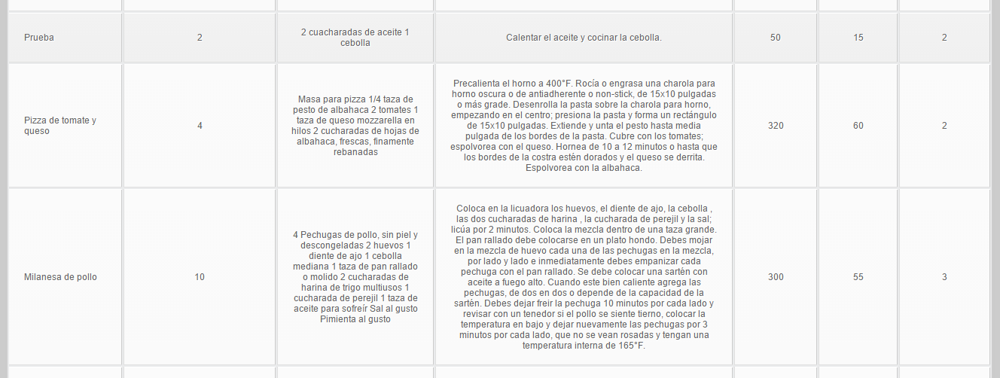 Prueba
2
2 cuacharadas de aceite 1
cebolla
Calentar el aceite y cocinar la cebolla.
50
15
2
Pizza de tomate y
queso
4
Masa para pizza 1/4 taza de
pesto de albahaca 2 tomates 1
taza de queso mozzarella en
hilos 2 cucharadas de hojas de
albahaca, frescas, finamente
rebanadas
Precalienta el horno a 400°F. Rocía o engrasa una charola para
horno oscura o de antiadherente o non-stick, de 15x10 pulgadas
o más grade. Desenrolla la pasta sobre la charola para horno,
empezando en el centro; presiona la pasta y forma un rectángulo
de 15x10 pulgadas. Extiende y unta el pesto hasta media
pulgada de los bordes de la pasta. Cubre con los tomates;
espolvorea con el queso. Hornea de 10 a 12 minutos o hasta que
los bordes de la costra estén dorados y el queso se derrita.
Espolvorea con la albahaca.
320
60
2
Milanesa de pollo
10
4 Pechugas de pollo, sin piel y
descongeladas 2 huevos 1
diente de ajo 1 cebolla
mediana 1 taza de pan rallado
o molido 2 cucharadas de
harina de trigo multiusos 1
cucharada de perejil 1 taza de
aceite para sofreír Sal al gusto
Pimienta al gusto
Coloca en la licuadora los huevos, el diente de ajo, la cebolla ,
las dos cucharadas de harina , la cucharada de perejil y la sal;
licúa por 2 minutos. Coloca la mezcla dentro de una taza grande.
El pan rallado debe colocarse en un plato hondo. Debes mojar
en la mezcla de huevo cada una de las pechugas en la mezcla,
por lado y lado e inmediatamente debes empanizar cada
pechuga con el pan rallado. Se debe colocar una sartén con
aceite a fuego alto. Cuando este bien caliente agrega las
pechugas, de dos en dos o depende de la capacidad de la
sartén. Debes dejar freir la pechuga 10 minutos por cada lado y
revisar con un tenedor si el pollo se siente tierno, colocar la
temperatura en bajo y dejar nuevamente las pechugas por 3
minutos por cada lado, que no se vean rosadas y tengan una
temperatura interna de 165°F.
300
55
3